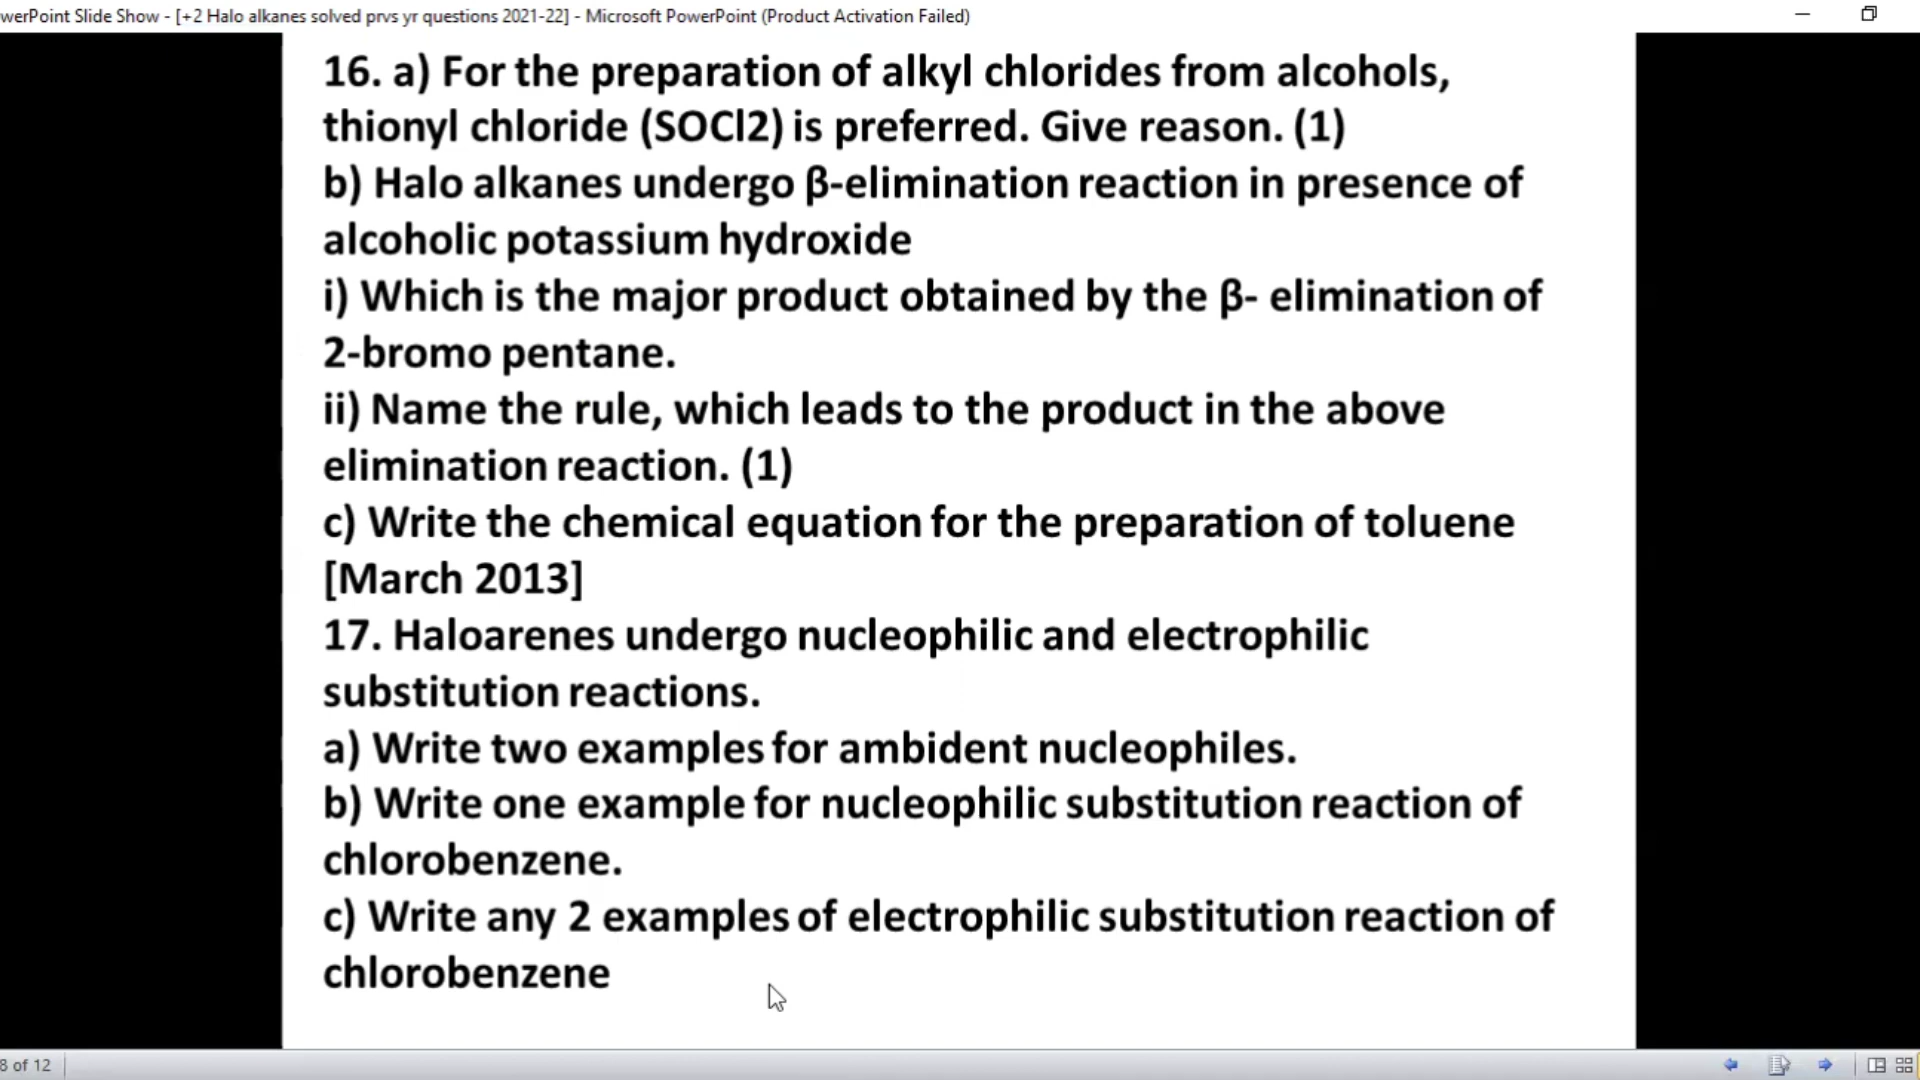 werPoint Slide Show - [+2 Halo alkanes solved prvs yr questions 2021-22] - Microsoft PowerPoint (Product Activation Failed)
16. a) For the preparation of alkyl chlorides from alcohols,
thionyl chloride (SOCl2) is preferred. Give reason. (1)
b) Halo alkanes undergo β-elimination reaction in presence of
alcoholic potassium hydroxide
i) Which is the major product obtained by the β- elimination of
2-bromo pentane.
ii) Name the rule, which leads to the product in the above
elimination reaction. (1)
c) Write the chemical equation for the preparation of toluene
[March 2013]
17. Haloarenes undergo nucleophilic and electrophilic
substitution reactions.
a) Write two examples for ambident nucleophiles.
b) Write one example for nucleophilic substitution reaction of
chlorobenzene.
c) Write any 2 examples of electrophilic substitution reaction of
chlorobenzene
8 of 12